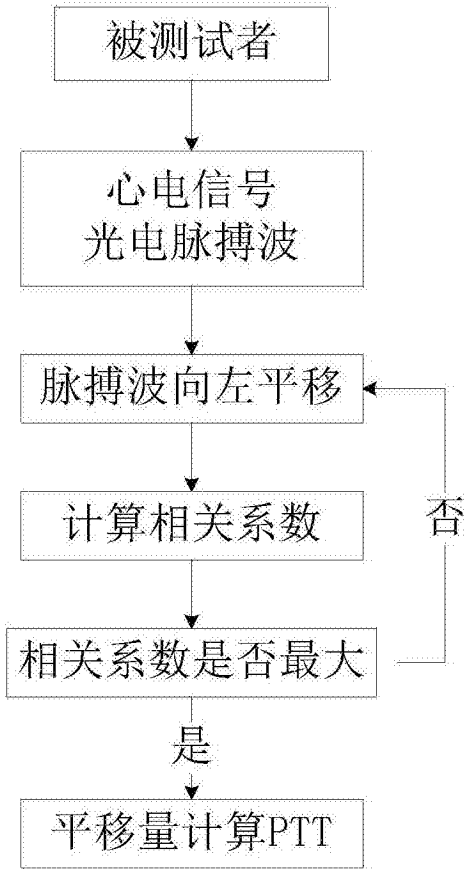 被测试者
心电信号
光电脉搏波
脉搏波向左平移
计算相关系数
否
相关系数是否最大
是
平移量计算PTT